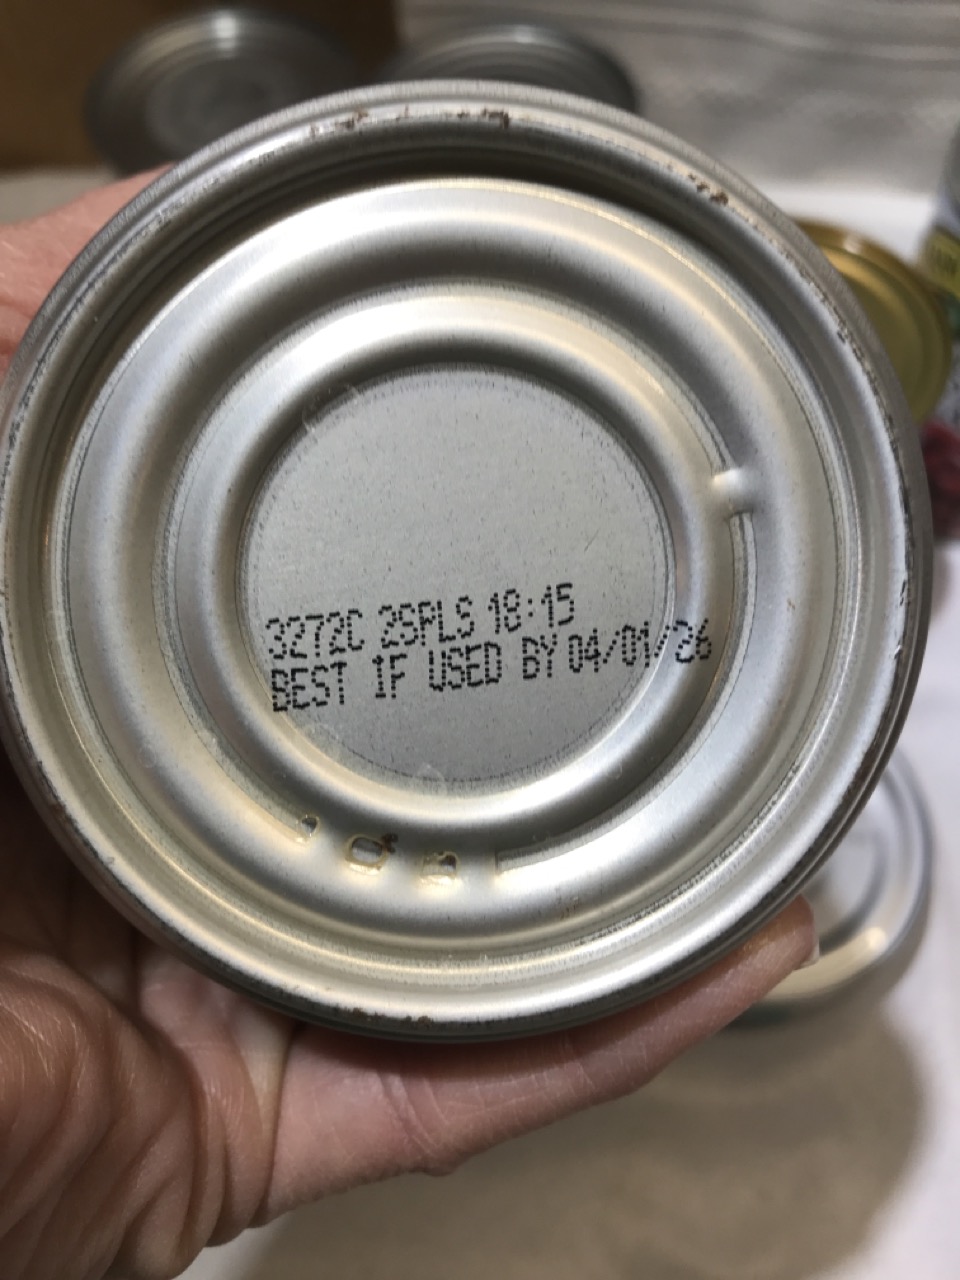 3272C 2SPLS 18:15
BEST IF USED BY 04/01/26